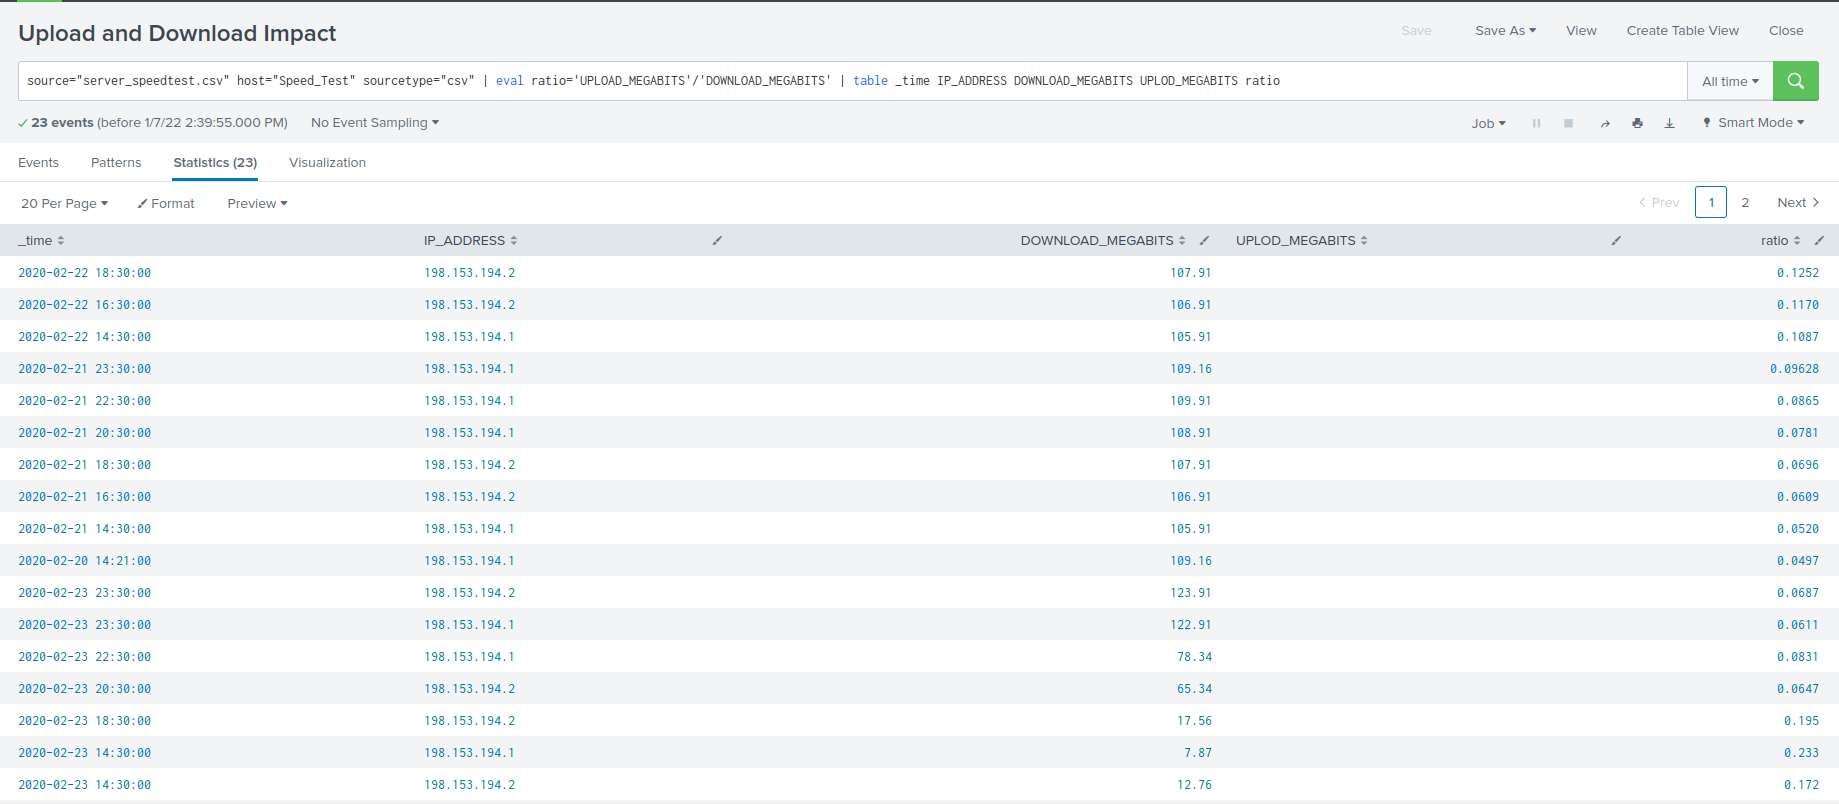 Upload and Download Impact
Save Save As View Create Table View Close
source="server_speedtest.csv" host="Speed_Test" sourcetype="csv" | eval ratio='UPLOAD_MEGABITS'/'DOWNLOAD_MEGABITS' | table _time IP_ADDRESS DOWNLOAD_MEGABITS UPLOD_MEGABITS ratio
All time
23 events (before 1/7/22 2:39:55.000 PM) No Event Sampling
Job Smart Mode
Events Patterns Statistics (23) Visualization
20 Per Page Format Preview
Prev 1 2 Next
_time IP_ADDRESS DOWNLOAD_MEGABITS UPLOD_MEGABITS ratio
2020-02-22 18:30:00 198.153.194.2 107.91 0.1252
2020-02-22 16:30:00 198.153.194.2 106.91 0.1170
2020-02-22 14:30:00 198.153.194.1 105.91 0.1087
2020-02-21 23:30:00 198.153.194.1 109.16 0.09628
2020-02-21 22:30:00 198.153.194.1 109.91 0.0865
2020-02-21 20:30:00 198.153.194.1 108.91 0.0781
2020-02-21 18:30:00 198.153.194.2 107.91 0.0696
2020-02-21 16:30:00 198.153.194.2 106.91 0.0609
2020-02-21 14:30:00 198.153.194.1 105.91 0.0520
2020-02-20 14:21:00 198.153.194.1 109.16 0.0497
2020-02-23 23:30:00 198.153.194.2 123.91 0.0687
2020-02-23 23:30:00 198.153.194.1 122.91 0.0611
2020-02-23 22:30:00 198.153.194.1 78.34 0.0831
2020-02-23 20:30:00 198.153.194.2 65.34 0.0647
2020-02-23 18:30:00 198.153.194.2 17.56 0.195
2020-02-23 14:30:00 198.153.194.1 7.87 0.233
2020-02-23 14:30:00 198.153.194.2 12.76 0.172